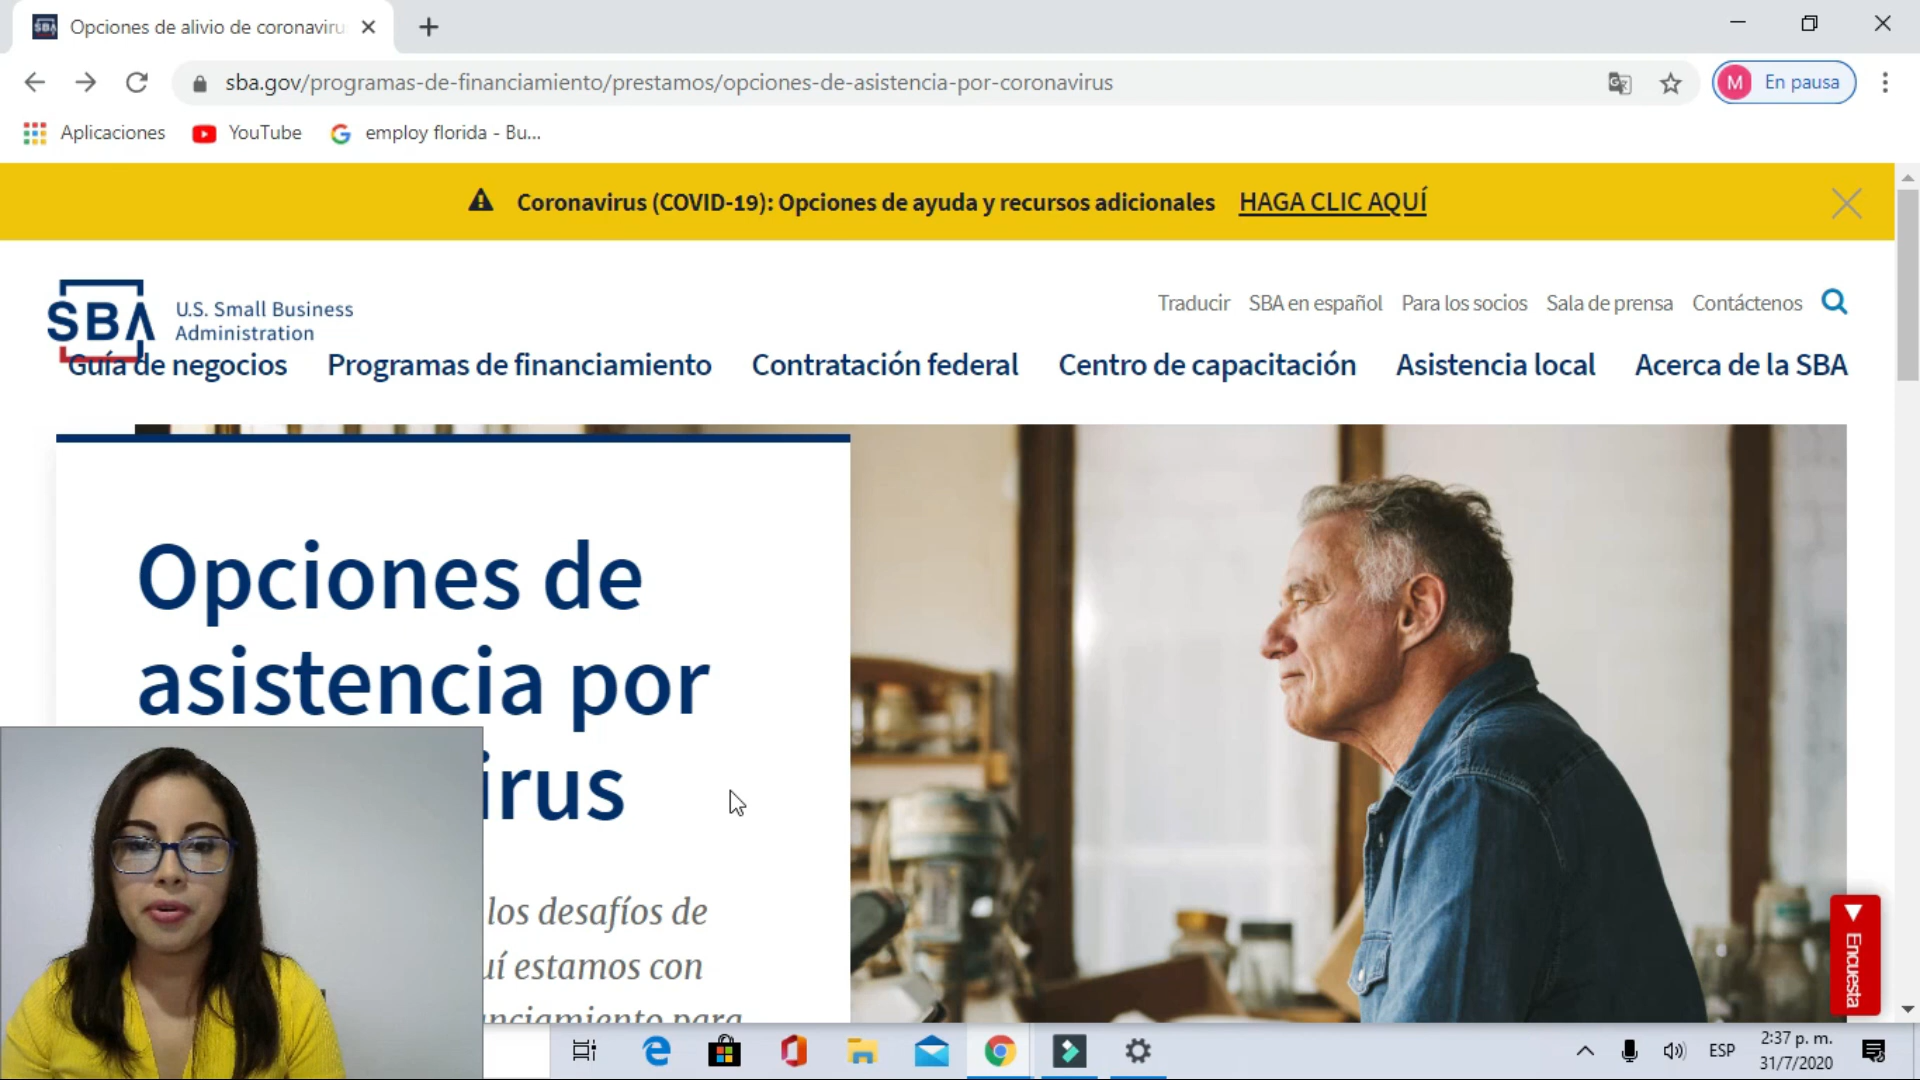 Opciones de alivio de coronaviru
sba.gov/programas-de-financiamiento/prestamos/opciones-de-asistencia-por-coronavirus
M En pausa
Aplicaciones YouTube employ florida - Bu...
Coronavirus (COVID-19): Opciones de ayuda y recursos adicionales HAGA CLIC AQUÍ
SBA
U.S. Small Business
Administration
Traducir SBA en español Para los socios Sala de prensa Contáctenos
Guía de negocios Programas de financiamiento Contratación federal Centro de capacitación Asistencia local Acerca de la SBA
Opciones de
asistencia por
irus
los desafíos de
uí estamos con
nciamiento para
Encuesta
ESP
2:37 p. m.
31/7/2020